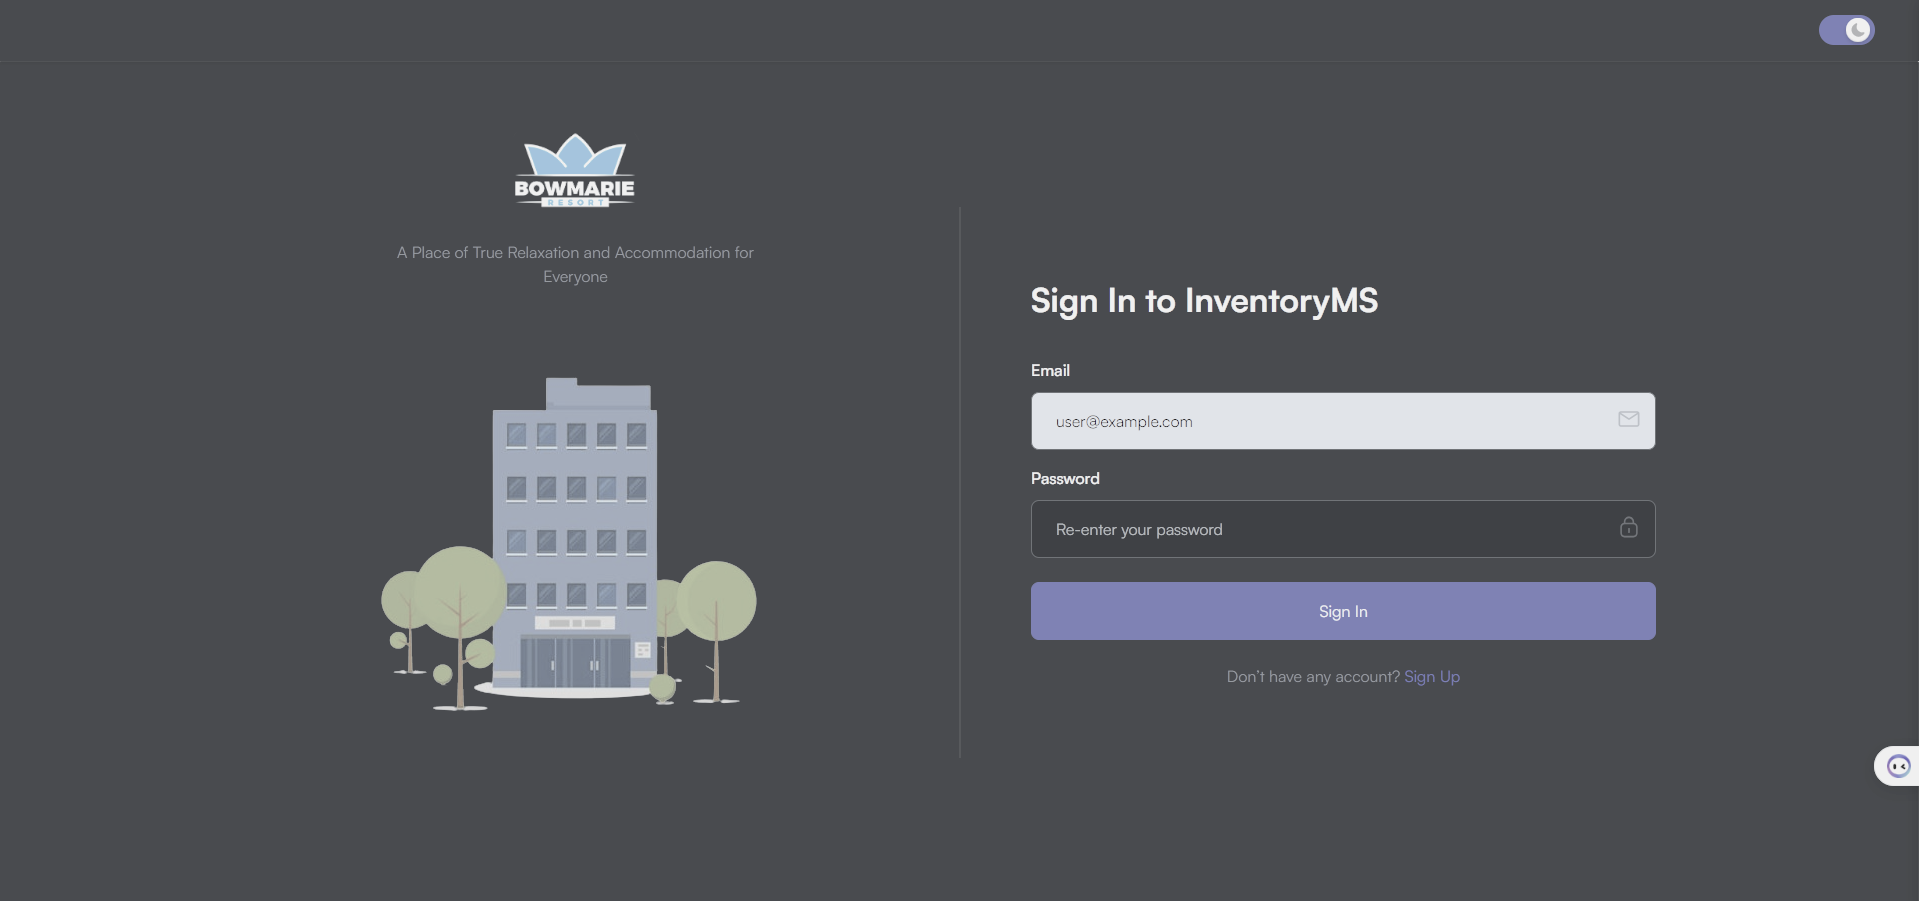 BOWMARIE
RESORT
A Place of True Relaxation and Accommodation for
Everyone
Sign In to InventoryMS
Email
user@example.com
Password
Re-enter your password
Sign In
Don't have any account? Sign Up